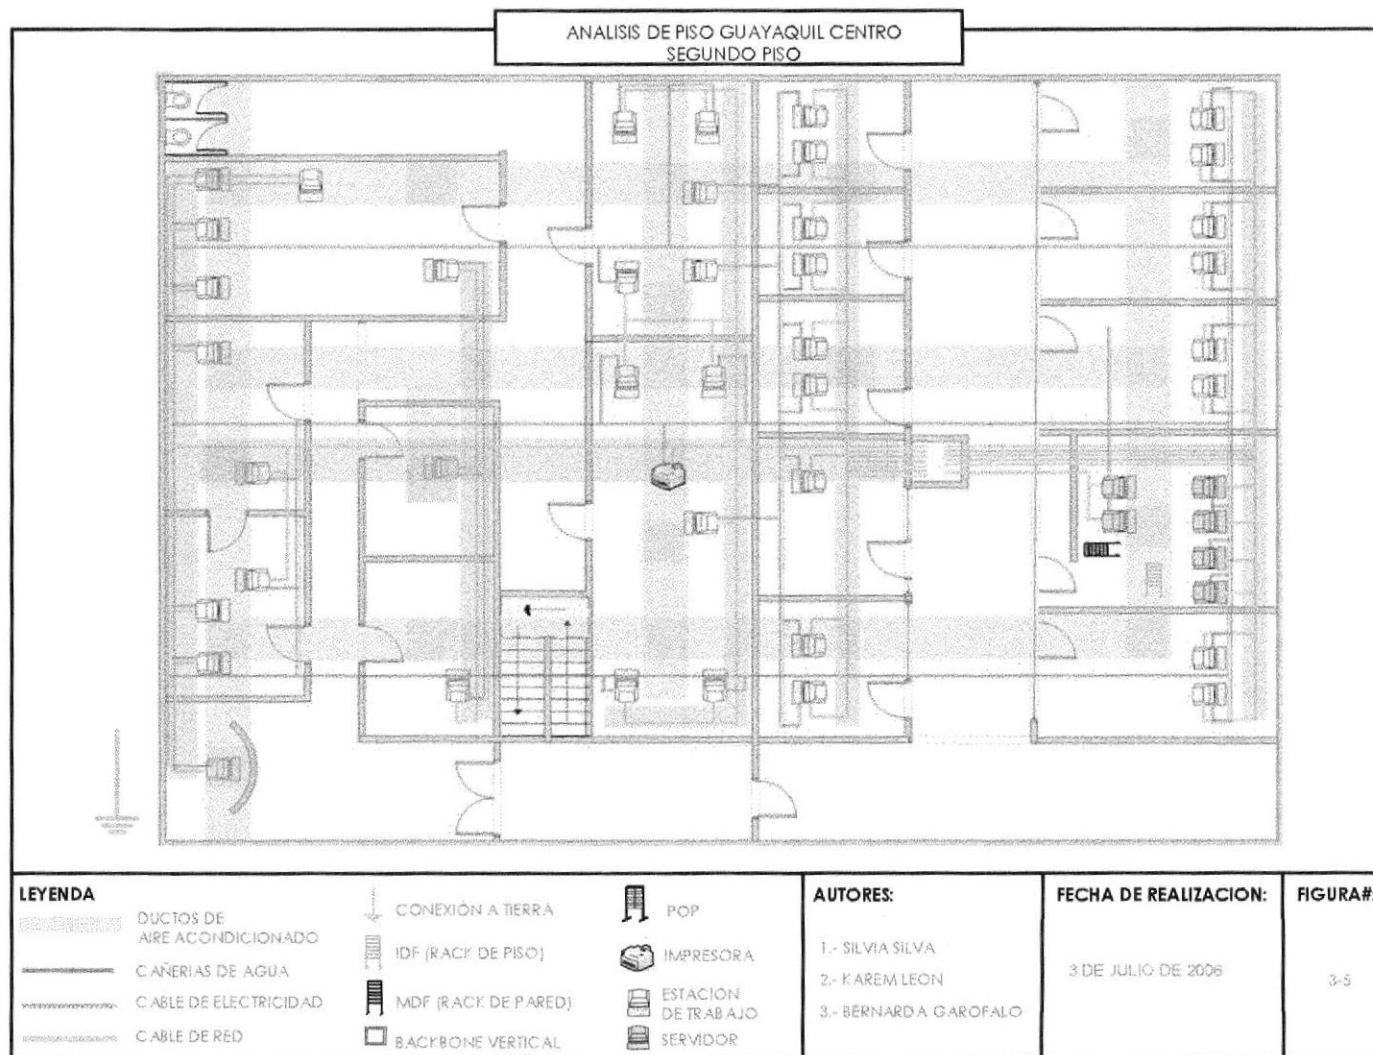 ANALISIS DE PISO GUAYAQUIL CENTRO
SEGUNDO PISO
LEYENDA
DUCTOS DE
AIRE ACONDICIONADO
CAÑERIAS DE AGUA
CABLE DE ELECTRICIDAD
CABLE DE RED
CONEXIÓN A TIERRA
IDF (RACK DE PISO)
MDF (RACK DE PARED)
BACKBONE VERTICAL
POP
IMPRESORA
ESTACION
DE TRABAJO
SERVIDOR
AUTORES:
1.- SILVIA SILVA
2.- KAREM LEON
3.- BERNARDA GAROFALO
FECHA DE REALIZACION:
3 DE JULIO DE 2006
FIGURA#:
3-5